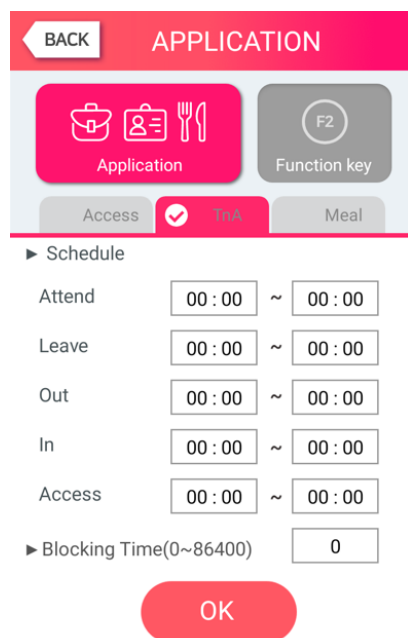 BACK APPLICATION
F2
Application Function key
Access TnA Meal
► Schedule
Attend 00 : 00 ~ 00 : 00
Leave 00 : 00 ~ 00 : 00
Out 00 : 00 ~ 00 : 00
In 00 : 00 ~ 00 : 00
Access 00 : 00 ~ 00 : 00
► Blocking Time(0~86400) 0
OK